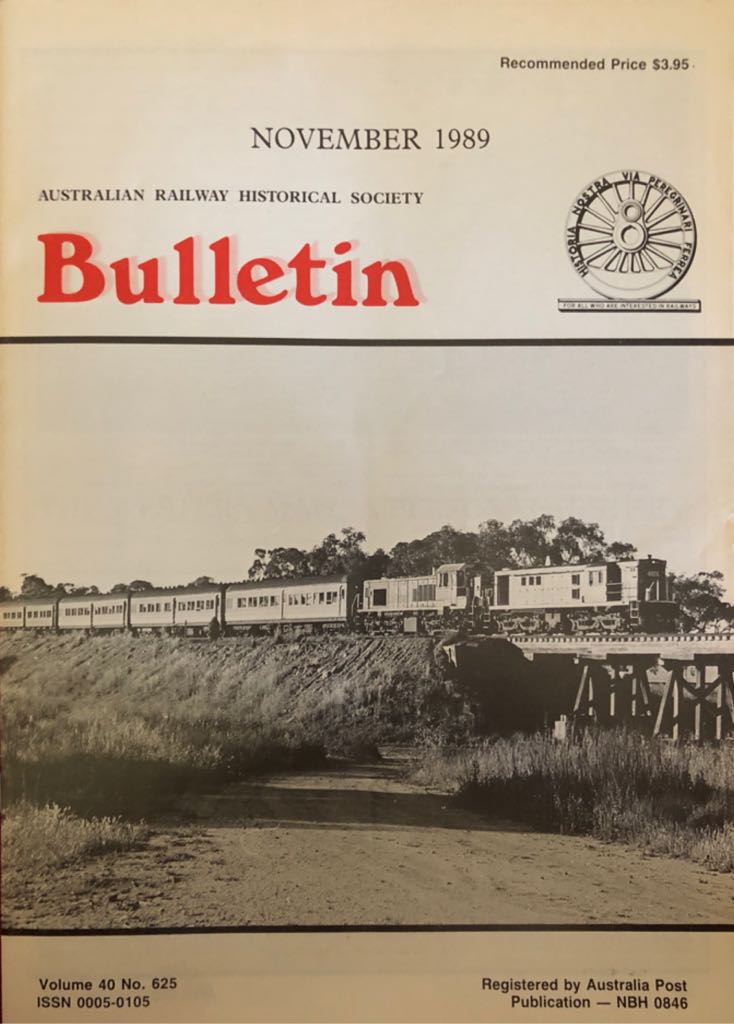 Recommended Price $3.95
NOVEMBER 1989
AUSTRALIAN RAILWAY HISTORICAL SOCIETY
Bulletin
HISTORIA NOSTRA VIA PEREGRINARI FERREA
FOR ALL WHO ARE INTERESTED IN RAILWAYS
Volume 40 No. 625
ISSN 0005-0105
Registered by Australia Post
Publication — NBH 0846